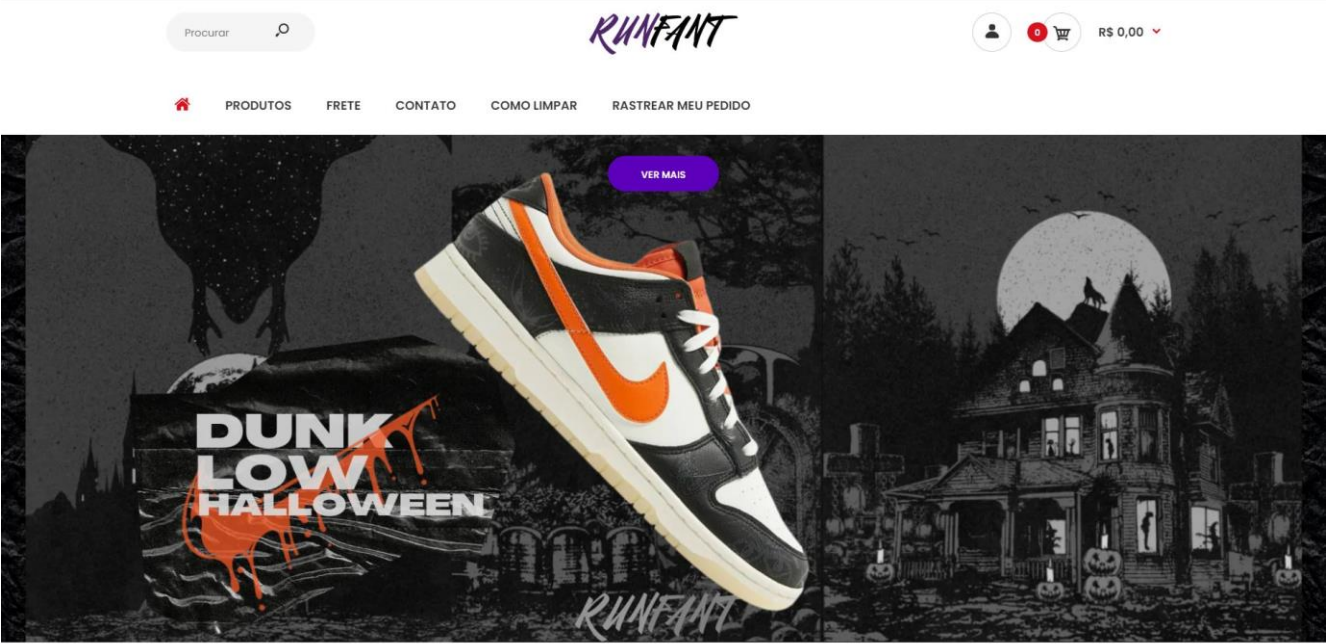 Procurar
RUNFANT
0
R$ 0,00
PRODUTOS
FRETE
CONTATO
COMO LIMPAR
RASTREAR MEU PEDIDO
VER MAIS
DUNK
LOW
HALLOWEEN
RUNFANT